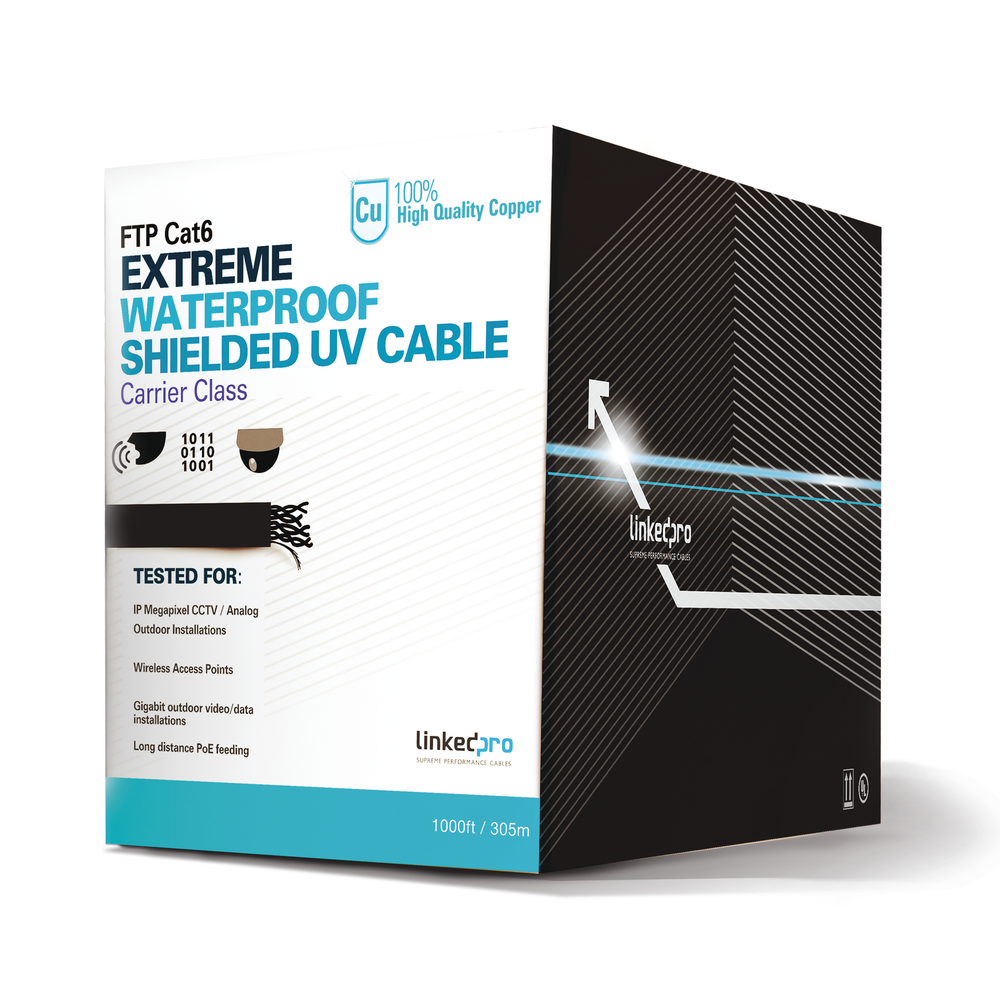 Cu
100%
High Quality Copper
FTP Cat6
EXTREME
WATERPROOF
SHIELDED UV CABLE
Carrier Class
1011
0110
1001
TESTED FOR:
IP Megapixel CCTV / Analog
Outdoor Installations
Wireless Access Points
Gigabit outdoor video/data
installations
Long distance PoE feeding
linkedpro
SUPREME PERFORMANCE CABLES
1000ft / 305m
linkedpro
SUPREME PERFORMANCE CABLES
UL